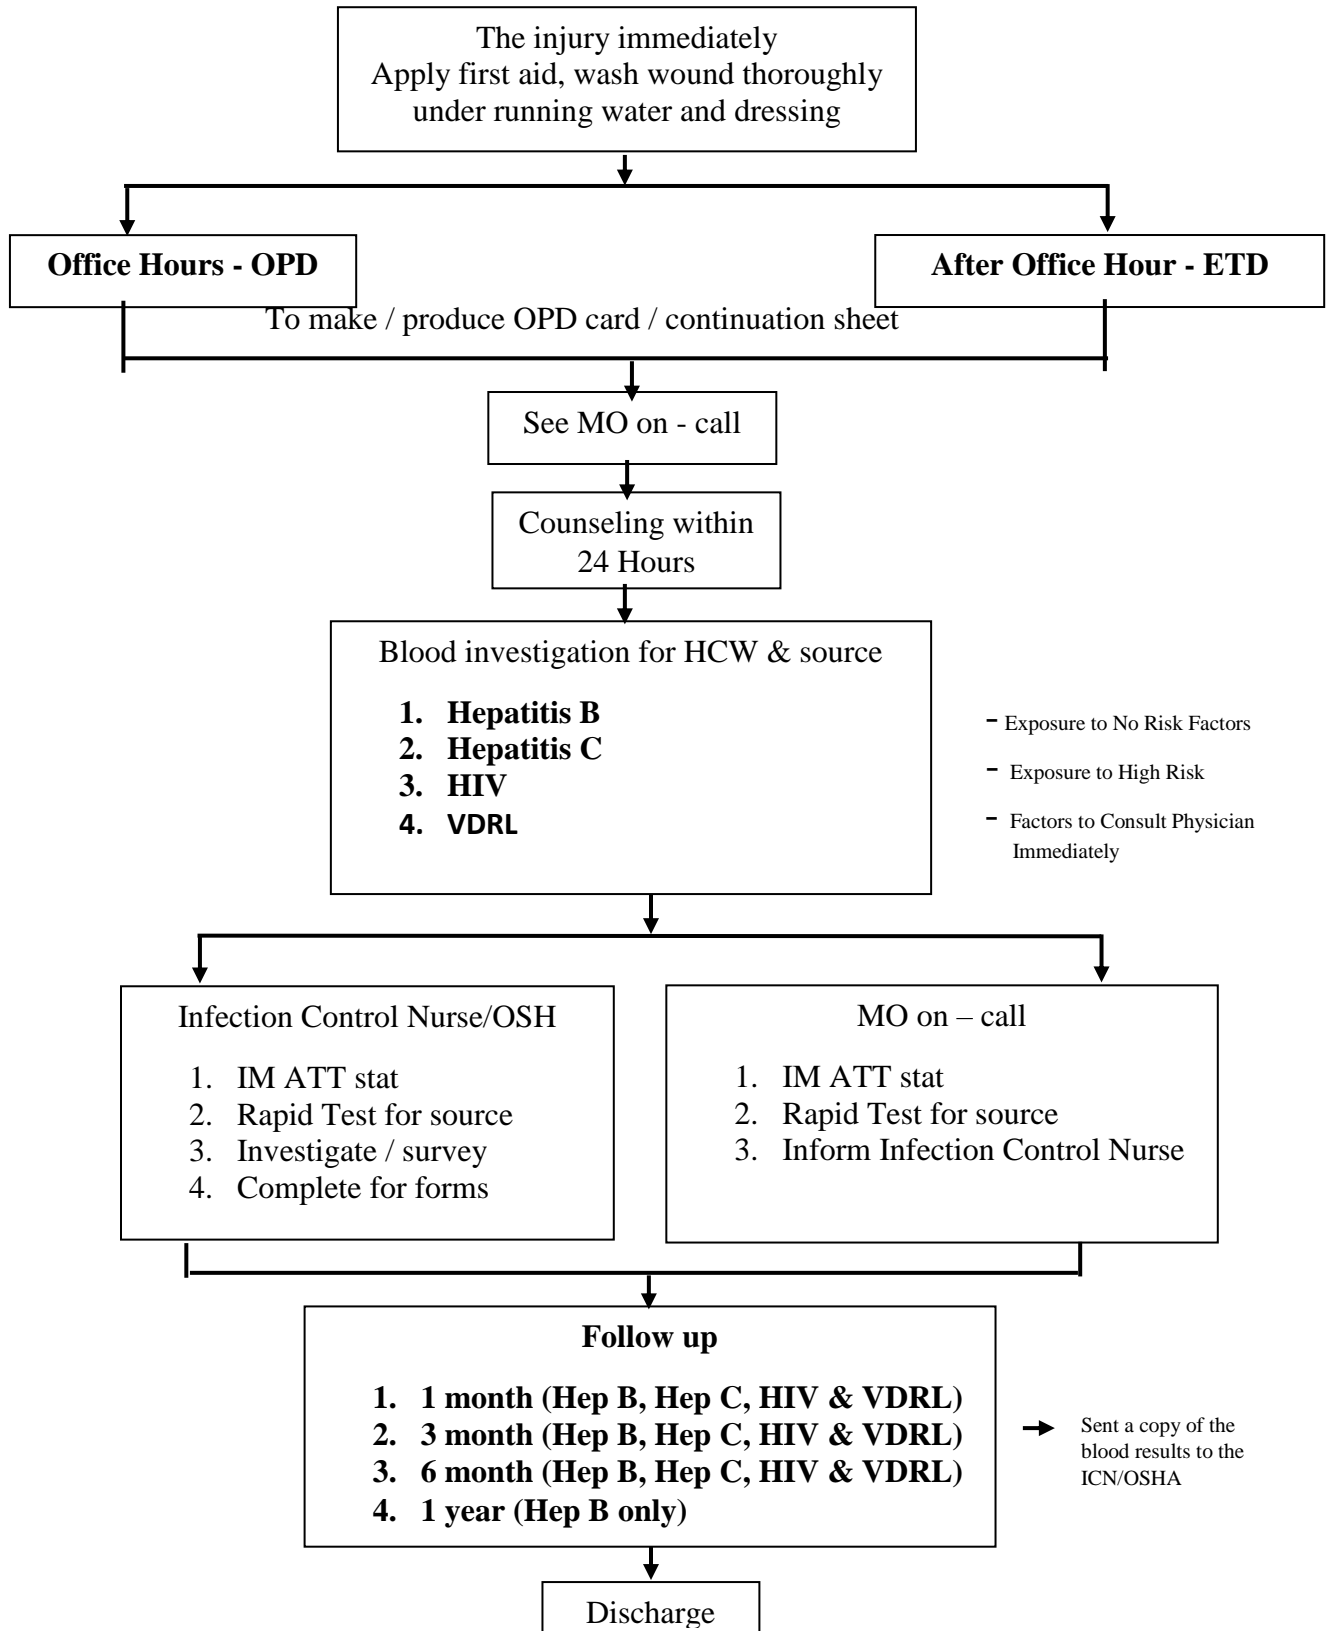 The injury immediately
Apply first aid, wash wound thoroughly
under running water and dressing
Office Hours - OPD
After Office Hour - ETD
To make / produce OPD card / continuation sheet
See MO on - call
Counseling within
24 Hours
Blood investigation for HCW & source
1. Hepatitis B
2. Hepatitis C
3. HIV
4. VDRL
- Exposure to No Risk Factors
- Exposure to High Risk
- Factors to Consult Physician
Immediately
Infection Control Nurse/OSH
1. IM ATT stat
2. Rapid Test for source
3. Investigate / survey
4. Complete for forms
MO on – call
1. IM ATT stat
2. Rapid Test for source
3. Inform Infection Control Nurse
Follow up
1. 1 month (Hep B, Hep C, HIV & VDRL)
2. 3 month (Hep B, Hep C, HIV & VDRL)
3. 6 month (Hep B, Hep C, HIV & VDRL)
4. 1 year (Hep B only)
Sent a copy of the
blood results to the
ICN/OSHA
Discharge